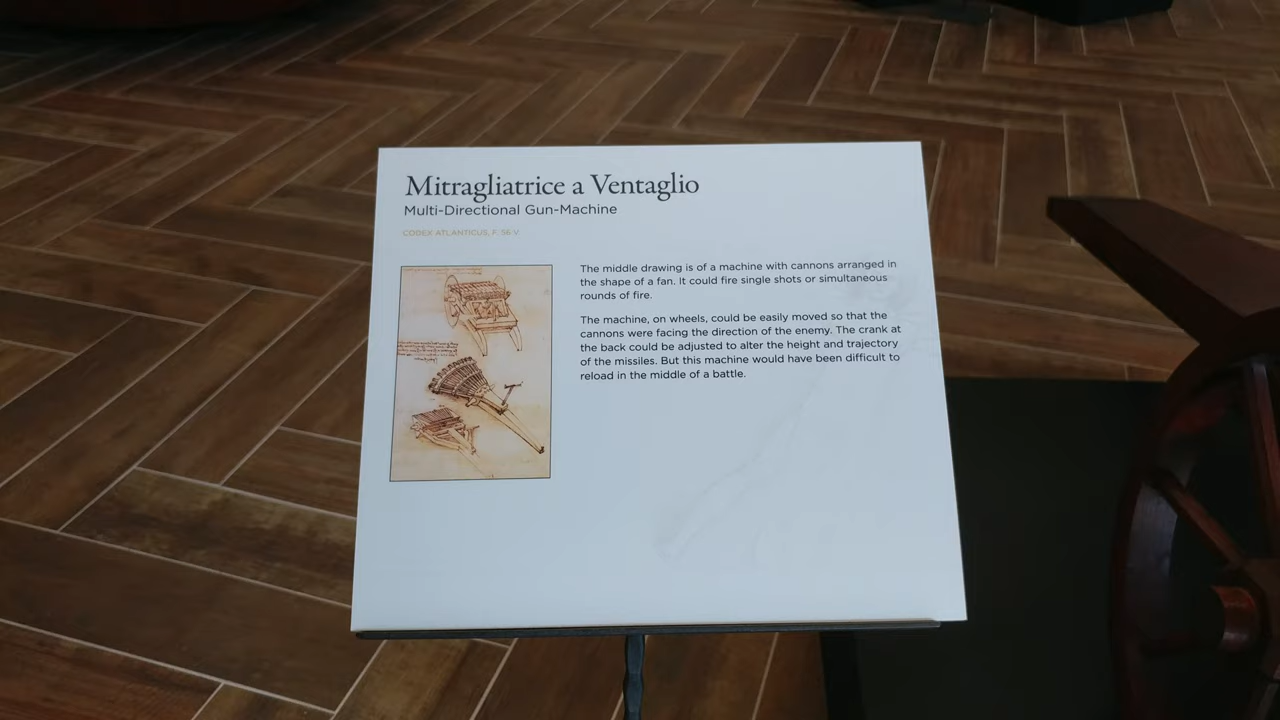 Mitragliatrice a Ventaglio
Multi-Directional Gun-Machine
CODEX ATLANTICUS, F. 56 V.
The middle drawing is of a machine with cannons arranged in
the shape of a fan. It could fire single shots or simultaneous
rounds of fire.
The machine, on wheels, could be easily moved so that the
cannons were facing the direction of the enemy. The crank at
the back could be adjusted to alter the height and trajectory
of the missiles. But this machine would have been difficult to
reload in the middle of a battle.